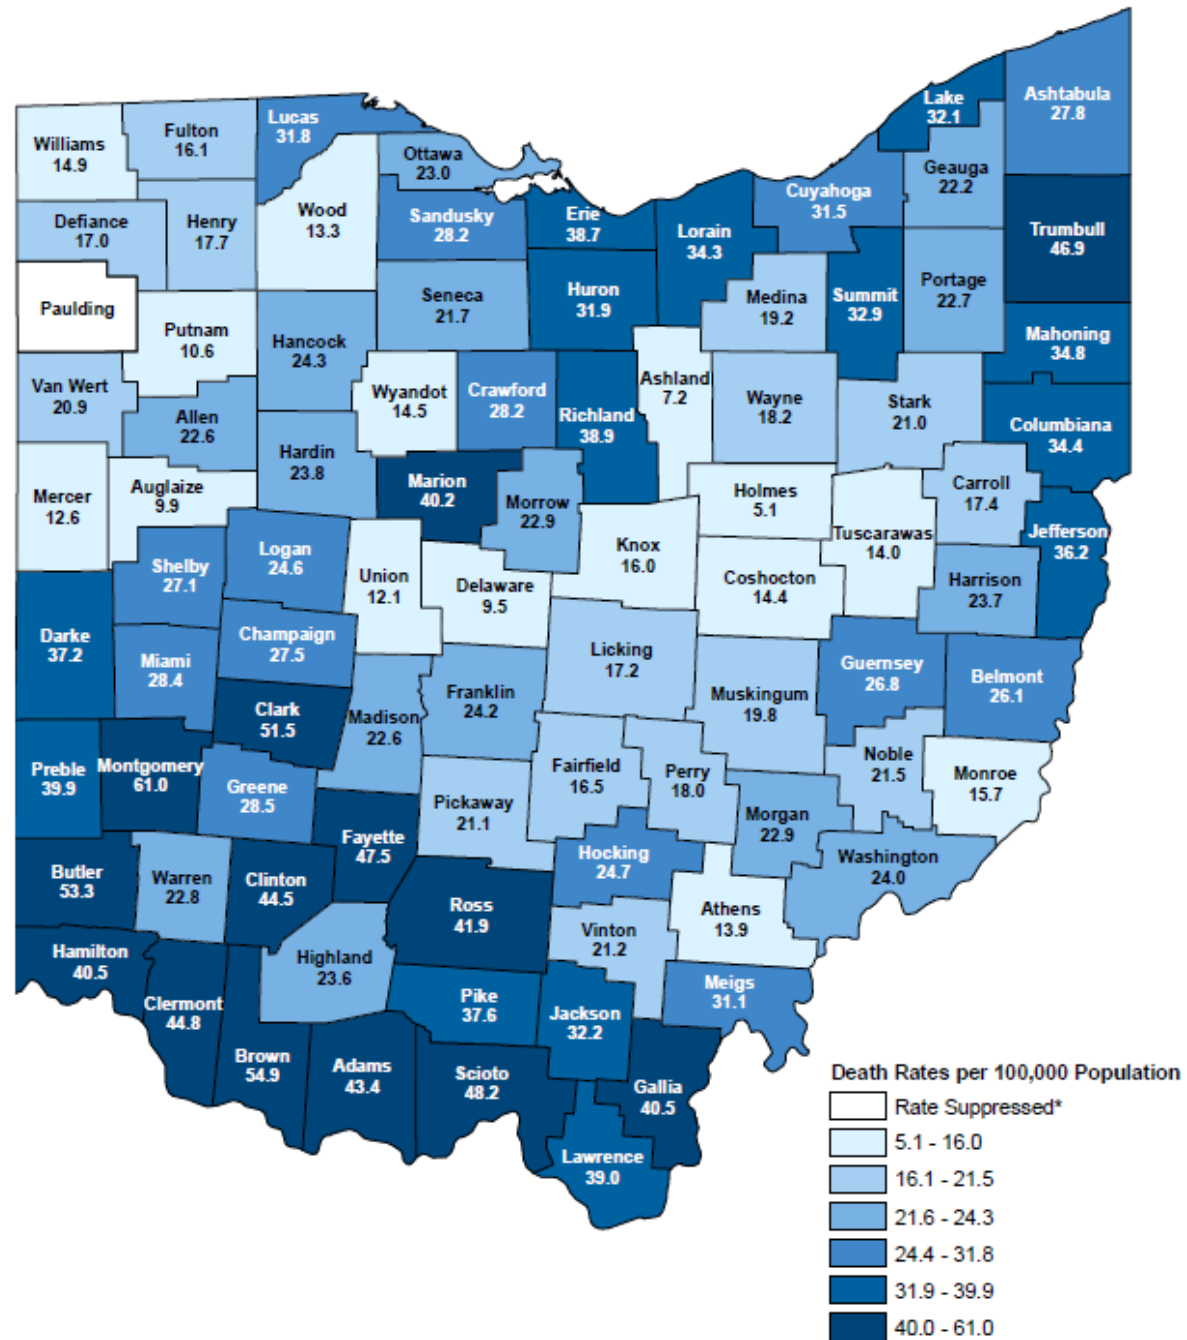 Lake
32.1
Ashtabula
27.8
Lucas
31.8
Fulton
16.1
Williams
14.9
Ottawa
23.0
Geauga
22.2
Cuyahoga
31.5
Wood
13.3
Defiance
17.0
Henry
17.7
Sandusky
28.2
Erie
38.7
Lorain
34.3
Trumbull
46.9
Portage
22.7
Paulding
Seneca
21.7
Huron
31.9
Medina
19.2
Summit
32.9
Putnam
10.6
Hancock
24.3
Mahoning
34.8
Van Wert
20.9
Allen
22.6
Wyandot
14.5
Crawford
28.2
Richland
38.9
Ashland
7.2
Wayne
18.2
Stark
21.0
Columbiana
34.4
Hardin
23.8
Mercer
12.6
Auglaize
9.9
Marion
40.2
Morrow
22.9
Holmes
5.1
Carroll
17.4
Tuscarawas
14.0
Jefferson
36.2
Shelby
27.1
Logan
24.6
Union
12.1
Delaware
9.5
Knox
16.0
Coshocton
14.4
Harrison
23.7
Darke
37.2
Miami
28.4
Champaign
27.5
Licking
17.2
Muskingum
19.8
Guernsey
26.8
Belmont
26.1
Clark
51.5
Madison
22.6
Franklin
24.2
Preble
39.9
Montgomery
61.0
Greene
28.5
Fairfield
16.5
Perry
18.0
Noble
21.5
Monroe
15.7
Pickaway
21.1
Morgan
22.9
Fayette
47.5
Hocking
24.7
Washington
24.0
Butler
53.3
Warren
22.8
Clinton
44.5
Ross
41.9
Athens
13.9
Vinton
21.2
Hamilton
40.5
Highland
23.6
Clermont
44.8
Pike
37.6
Jackson
32.2
Meigs
31.1
Brown
54.9
Adams
43.4
Scioto
48.2
Gallia
40.5
Lawrence
39.0
Death Rates per 100,000 Population
Rate Suppressed*
5.1 - 16.0
16.1 - 21.5
21.6 - 24.3
24.4 - 31.8
31.9 - 39.9
40.0 - 61.0